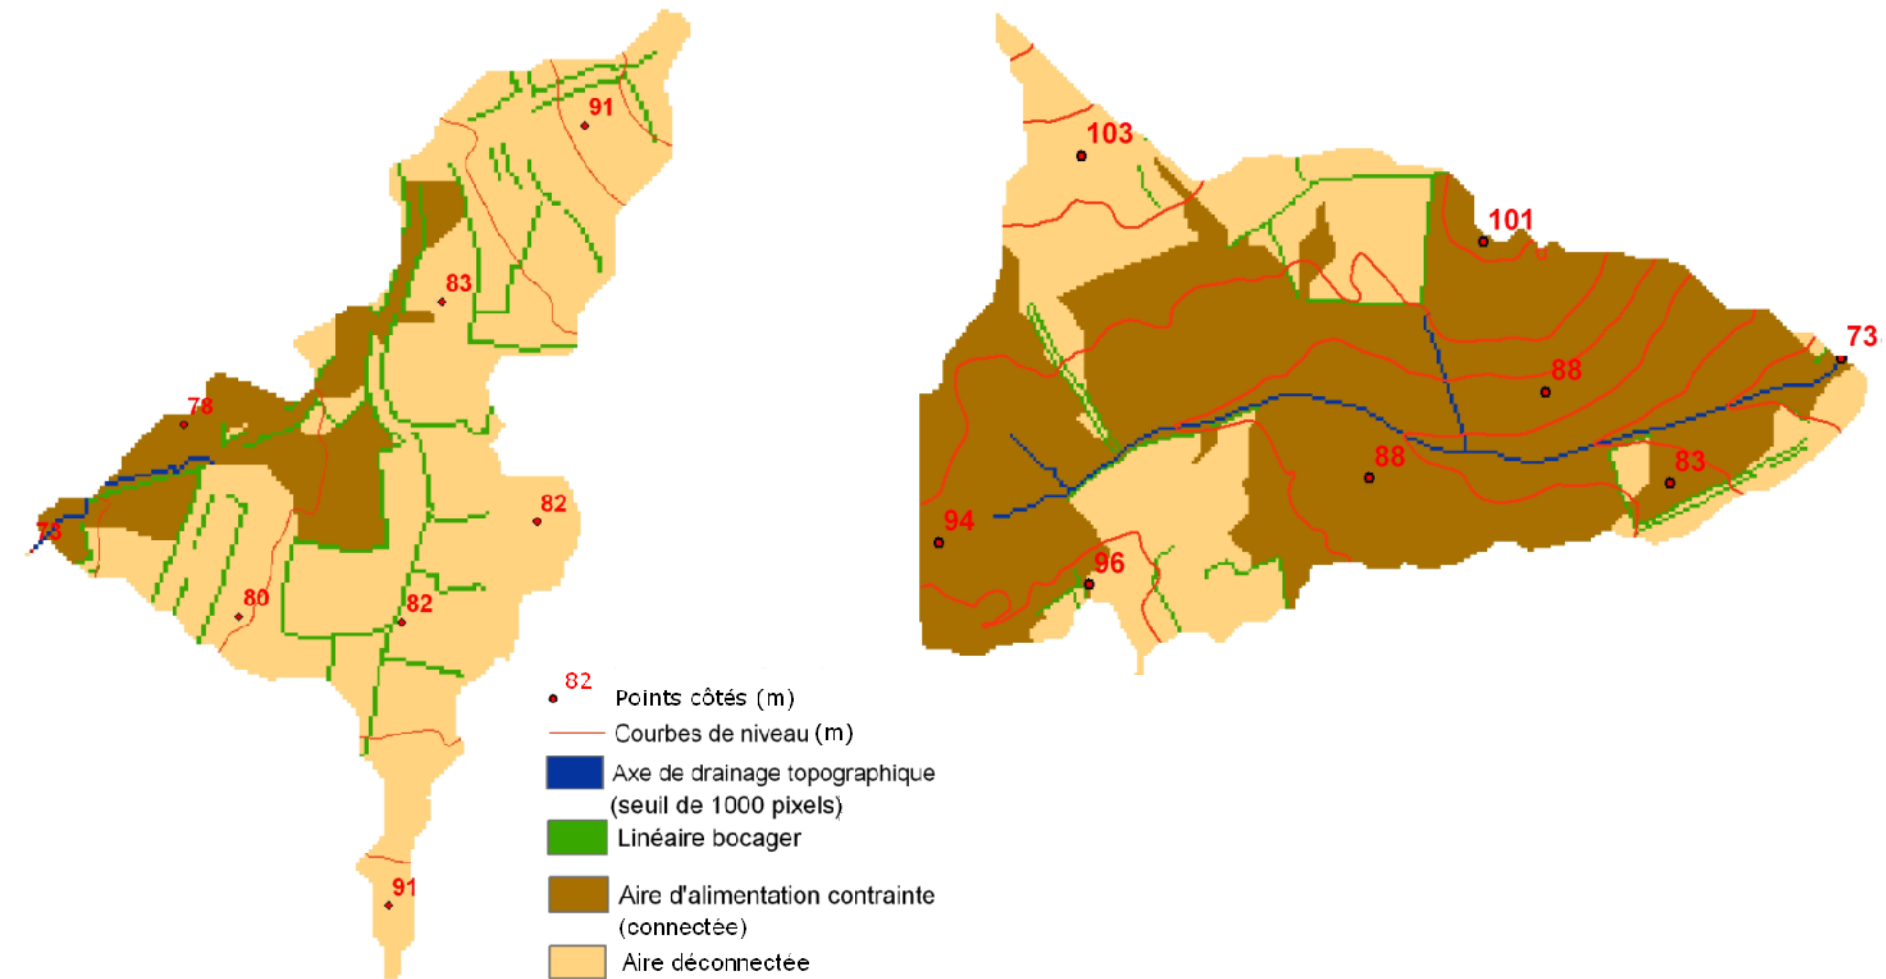 91
83
78
73
82
80
82
91
103
101
73
88
88
83
94
96
82
Points côtés (m)
Courbes de niveau (m)
Axe de drainage topographique
(seuil de 1000 pixels)
Linéaire bocager
Aire d'alimentation contrainte
(connectée)
Aire déconnectée